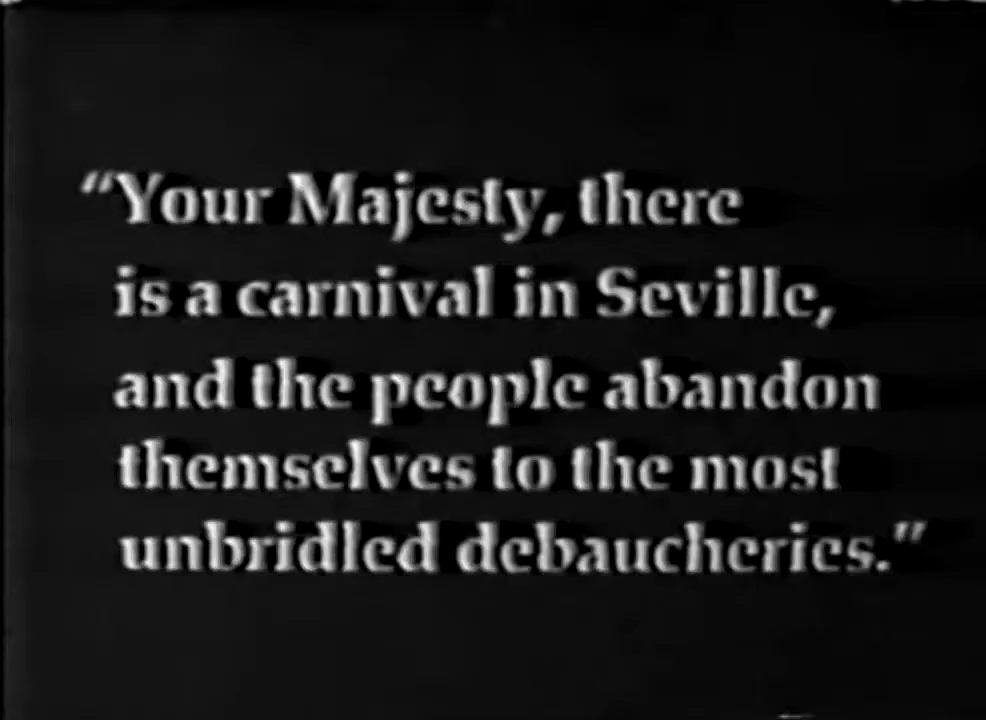 “Your Majesty, there
is a carnival in Seville,
and the people abandon
themselves to the most
unbridled debaucheries.”